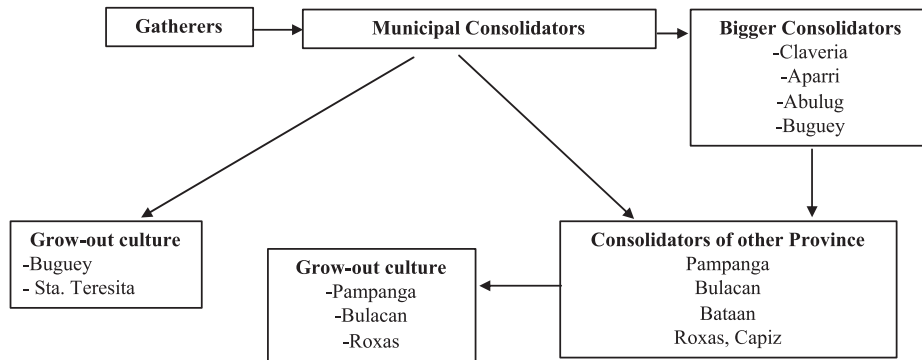 Gatherers
Municipal Consolidators
Bigger Consolidators
-Claveria
-Aparri
-Abulug
-Buguey
Grow-out culture
-Buguey
- Sta. Teresita
Grow-out culture
-Pampanga
-Bulacan
-Roxas
Consolidators of other Province
Pampanga
Bulacan
Bataan
Roxas, Capiz